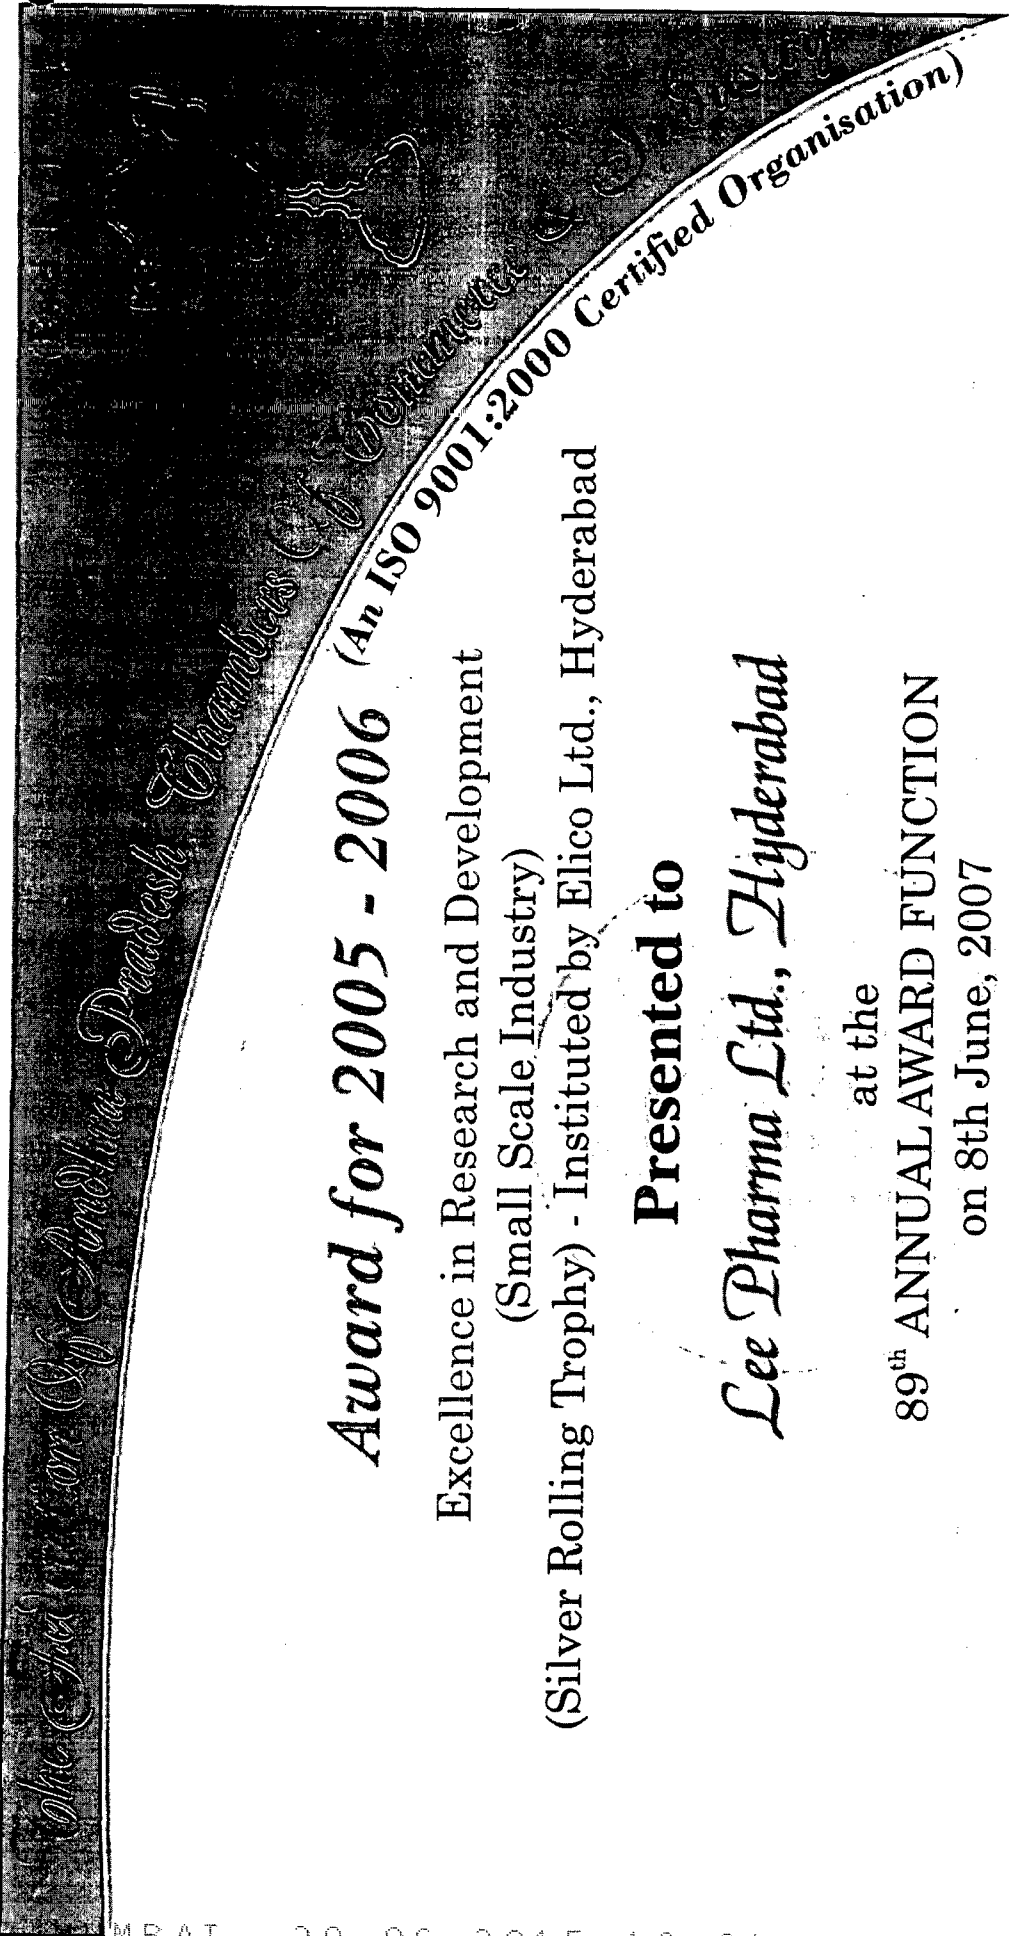 The Federation Of Andhra Pradesh Chambers Of Commerce & Industry
(An ISO 9001:2000 Certified Organisation)
Award for 2005 - 2006
Excellence in Research and Development
(Small Scale Industry)
(Silver Rolling Trophy) - Instituted by Elico Ltd., Hyderabad
Presented to
Lee Pharma Ltd., Hyderabad
at the
89th ANNUAL AWARD FUNCTION
on 8th June, 2007